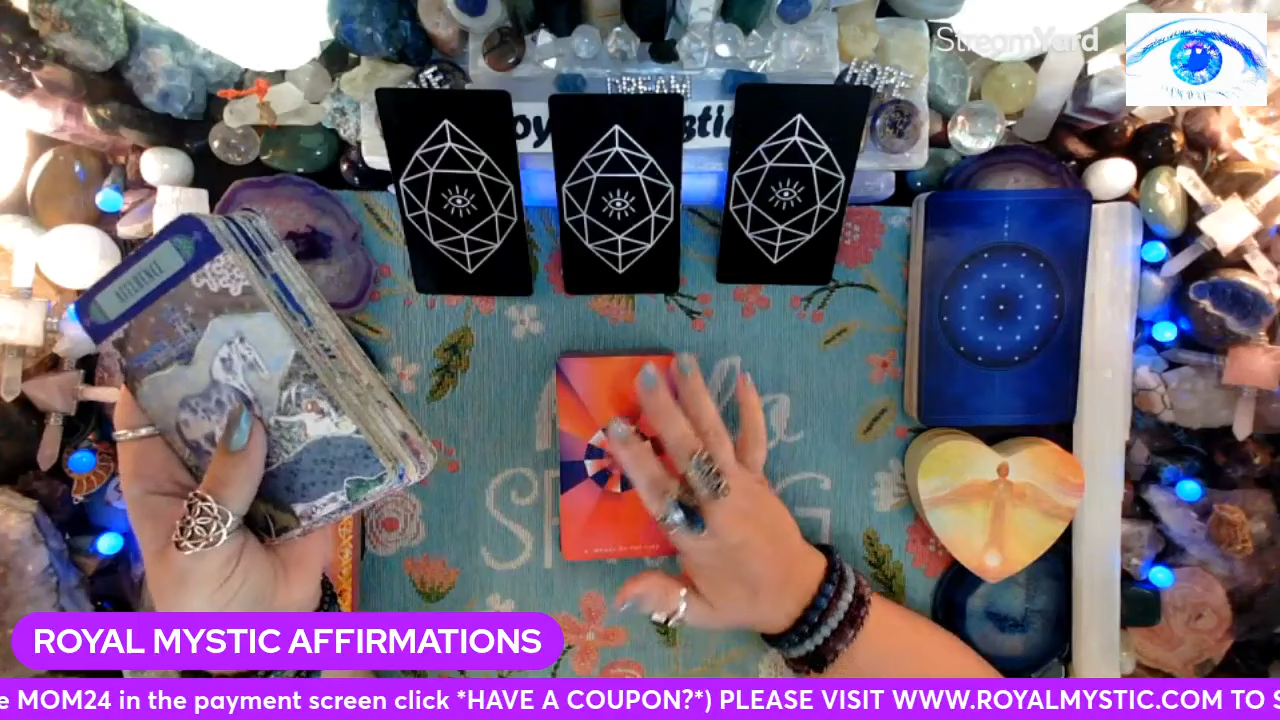 StreamYard
DREAM
HOPE
AFFLUENCE
ROYAL MYSTIC AFFIRMATIONS
e MOM24 in the payment screen click *HAVE A COUPON?*) PLEASE VISIT WWW.ROYALMYSTIC.COM TO S